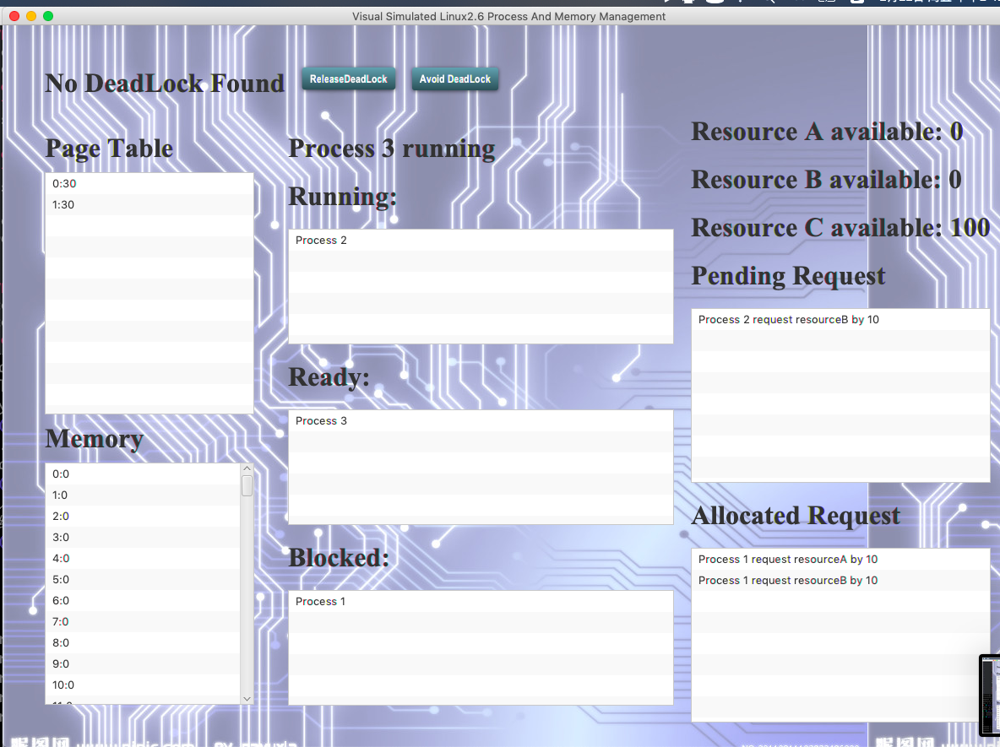 Visual Simulated Linux2.6 Process And Memory Management
No DeadLock Found
ReleaseDeadLock
Avoid DeadLock
Page Table
0:30
1:30
Memory
0:0
1:0
2:0
3:0
4:0
5:0
6:0
7:0
8:0
9:0
10:0
Process 3 running
Running:
Process 2
Ready:
Process 3
Blocked:
Process 1
Resource A available: 0
Resource B available: 0
Resource C available: 100
Pending Request
Process 2 request resourceB by 10
Allocated Request
Process 1 request resourceA by 10
Process 1 request resourceB by 10